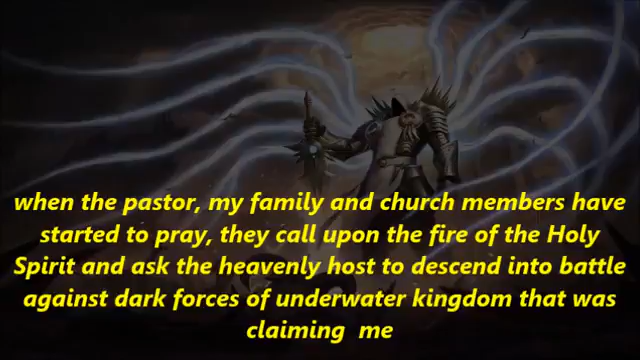 when the pastor, my family and church members have
started to pray, they call upon the fire of the Holy
Spirit and ask the heavenly host to descend into battle
against dark forces of underwater kingdom that was
claiming  me